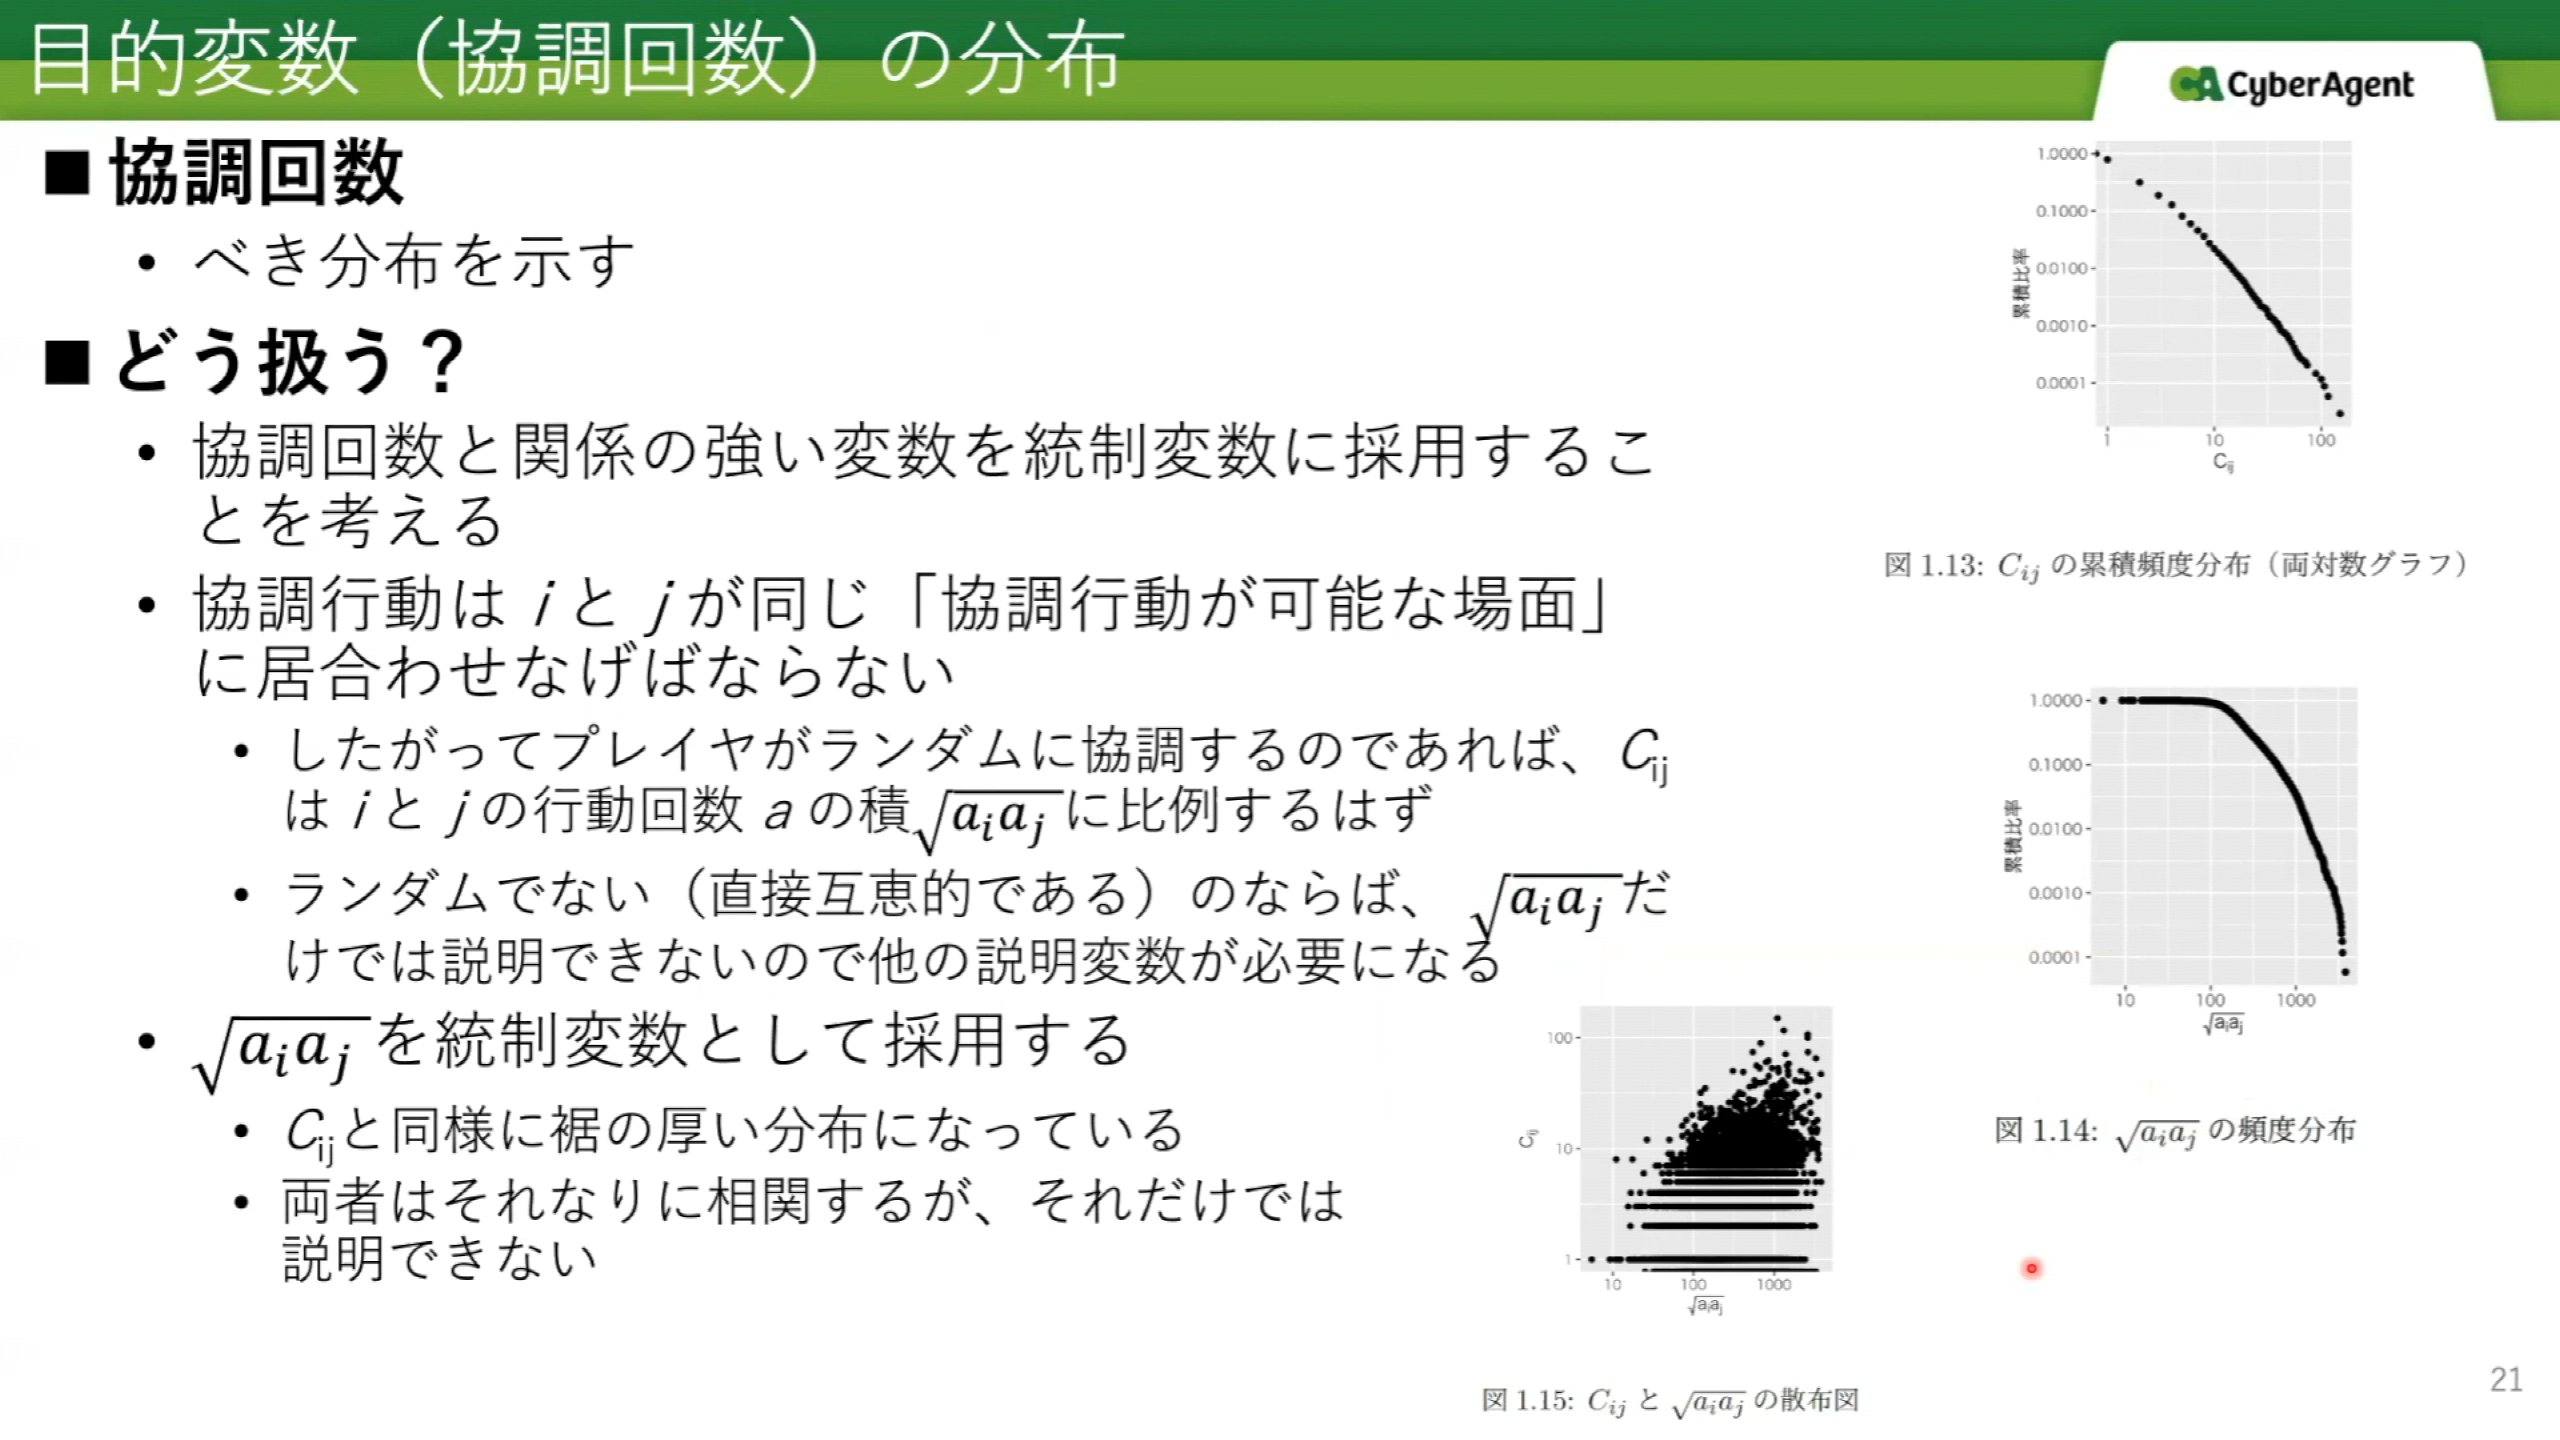 目的変数（協調回数）の分布
CyberAgent
■ 協調回数
• べき分布を示す
■ どう扱う？
• 協調回数と関係の強い変数を統制変数に採用するこ
とを考える
• 協調行動は i と j が同じ「協調行動が可能な場面」
に居合わせなげばならない
• したがってプレイヤがランダムに協調するのであれば、Cij
は i と j の行動回数 a の積√aiaj に比例するはず
• ランダムでない（直接互恵的である）のならば、√aiaj だ
けでは説明できないので他の説明変数が必要になる
• √aiaj を統制変数として採用する
• Cijと同様に裾の厚い分布になっている
• 両者はそれなりに相関するが、それだけでは
説明できない
累積比率
1.0000
0.1000
0.0100
0.0010
0.0001
1 10 100
Cij
図 1.13: Cij の累積頻度分布（両対数グラフ）
累積比率
1.0000
0.1000
0.0100
0.0010
0.0001
10 100 1000
√aiaj
図 1.14: √aiaj の頻度分布
Cij
100
10
1
10 100 1000
√aiaj
図 1.15: Cij と √aiaj の散布図
21